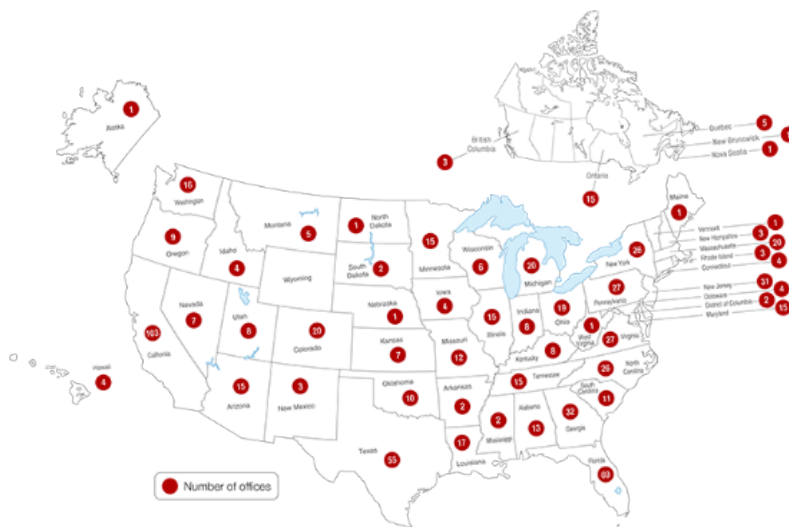 1
Alaska
British
Columbia
3
Quebec
5
New Brunswick
1
Nova Scotia
1
Ontario
15
16
Washington
9
Oregon
Idaho
4
Montana
5
Wyoming
1
North
Dakota
South
Dakota
2
15
Minnesota
Wisconsin
6
20
Michigan
New York
26
Maine
1
Vermont
1
New Hampshire
3
Massachusetts
20
Rhode Island
3
Connecticut
4
New Jersey
31
Delaware
4
District of Columbia
2
Maryland
15
27
Pennsylvania
Nevada
7
103
California
Utah
8
20
Colorado
Nebraska
1
Iowa
4
15
Illinois
Indiana
8
19
Ohio
1
West
Virginia
Virginia
27
Kansas
7
Missouri
12
Kentucky
8
Hawaii
4
15
Arizona
3
New Mexico
Oklahoma
10
Arkansas
2
15
Tennessee
26
North
Carolina
South
Carolina
11
Texas
55
17
Louisiana
2
Mississippi
Alabama
13
32
Georgia
Florida
Number of offices